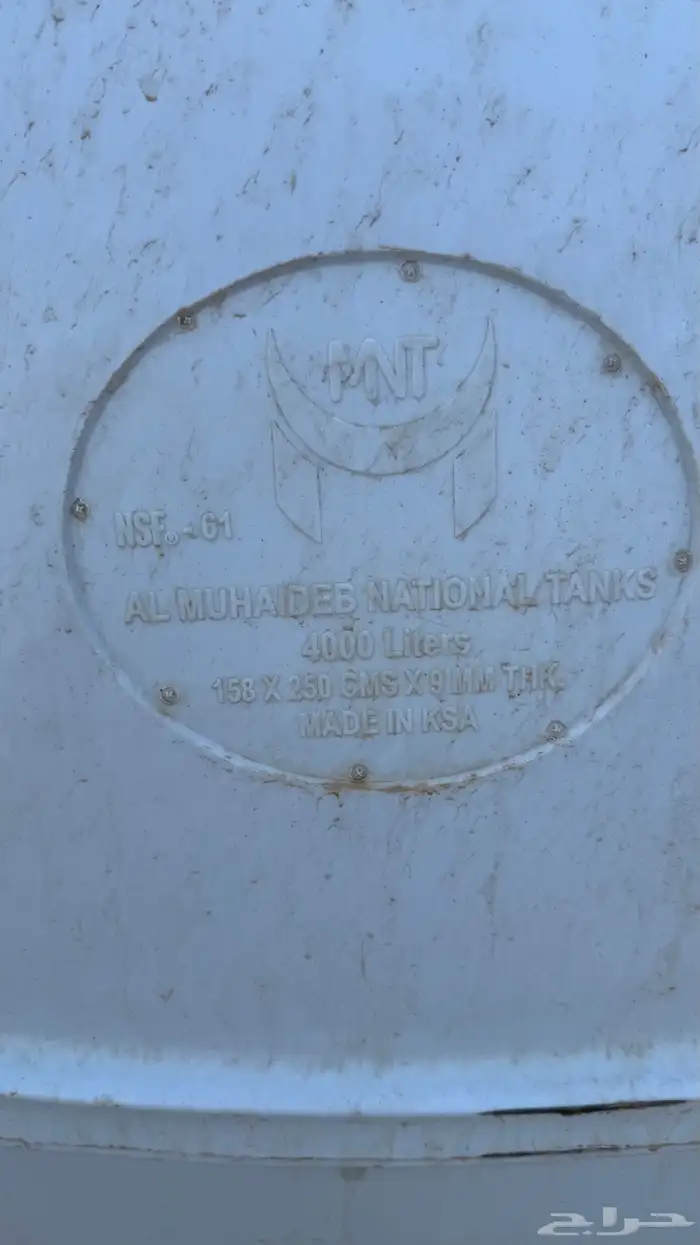 MNT
NSF® - 61
AL MUHAIDEB NATIONAL TANKS
4000 Liters
158 X 250 CMS X 9 MM THK.
MADE IN KSA
حراج